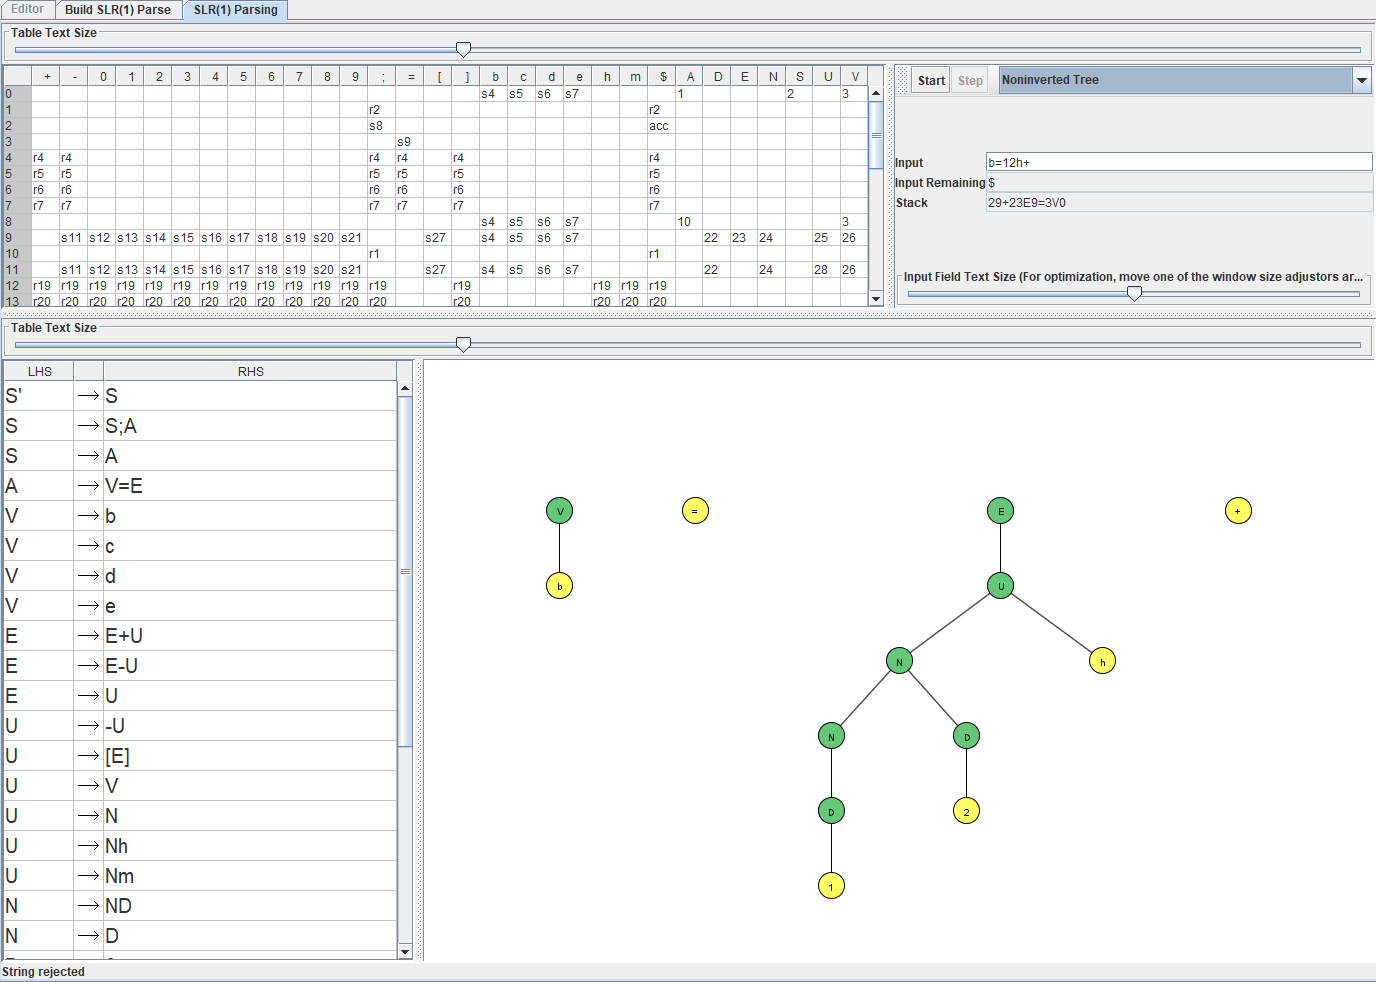 Editor Build SLR(1) Parse SLR(1) Parsing
Table Text Size
+ - 0 1 2 3 4 5 6 7 8 9 ; = [ ] b c d e h m $ A D E N S U V
0 s4 s5 s6 s7 1 2 3
1 r2 r2
2 s8 acc
3 s9
4 r4 r4 r4 r4 r4 r4
5 r5 r5 r5 r5 r5 r5
6 r6 r6 r6 r6 r6 r6
7 r7 r7 r7 r7 r7 r7
8 s4 s5 s6 s7 10 3
9 s11 s12 s13 s14 s15 s16 s17 s18 s19 s20 s21 s27 s4 s5 s6 s7 22 23 24 25 26
10 r1 r1
11 s11 s12 s13 s14 s15 s16 s17 s18 s19 s20 s21 s27 s4 s5 s6 s7 22 24 28 26
12 r19 r19 r19 r19 r19 r19 r19 r19 r19 r19 r19 r19 r19 r19 r19 r19 r19
13 r20 r20 r20 r20 r20 r20 r20 r20 r20 r20 r20 r20 r20 r20 r20 r20 r20
Start Step Noninverted Tree
Input b=12h+
Input Remaining $
Stack 29+23E9=3V0
Input Field Text Size (For optimization, move one of the window size adjustors ar...
Table Text Size
LHS RHS
S' → S
S → S;A
S → A
A → V=E
V → b
V → c
V → d
V → e
E → E+U
E → E-U
E → U
U → -U
U → [E]
U → V
U → N
U → Nh
U → Nm
N → ND
N → D
V = E +
b U
N h
N D
D 2
1
String rejected